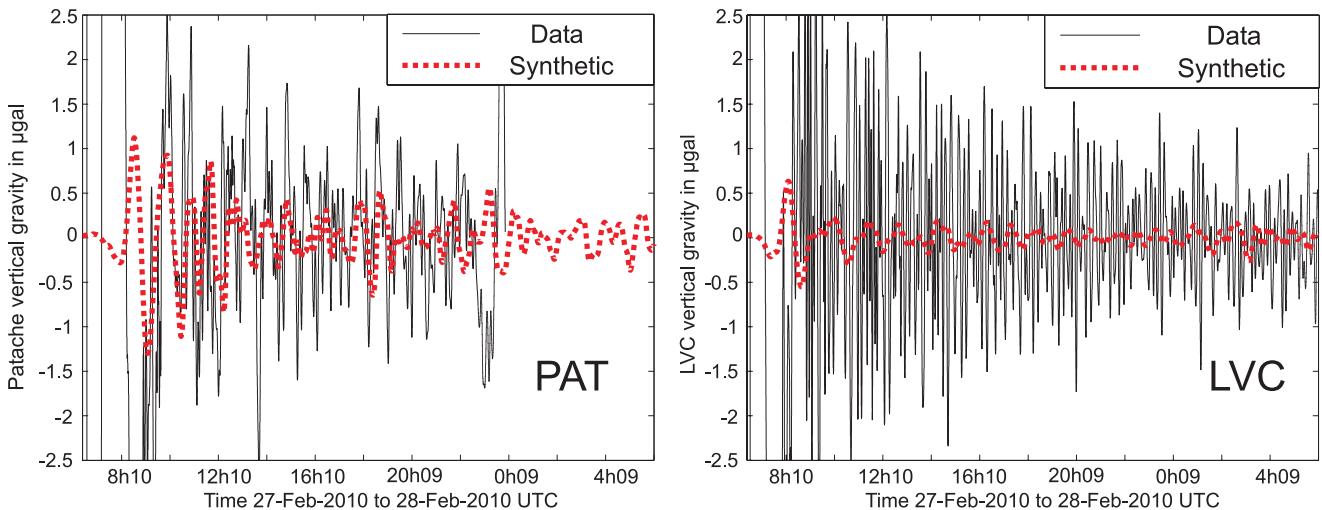 Patache vertical gravity in µgal
2.5
2
1.5
1
0.5
0
-0.5
-1
-1.5
-2
-2.5
Data
Synthetic
PAT
8h10 12h10 16h10 20h09 0h09 4h09
Time 27-Feb-2010 to 28-Feb-2010 UTC
LVC vertical gravity in µgal
2.5
2
1.5
1
0.5
0
-0.5
-1
-1.5
-2
-2.5
Data
Synthetic
LVC
8h10 12h10 16h10 20h09 0h09 4h09
Time 27-Feb-2010 to 28-Feb-2010 UTC